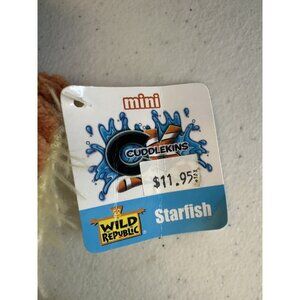 mini
CUDDLEKINS
$11.95
WILD
REPUBLIC
Starfish